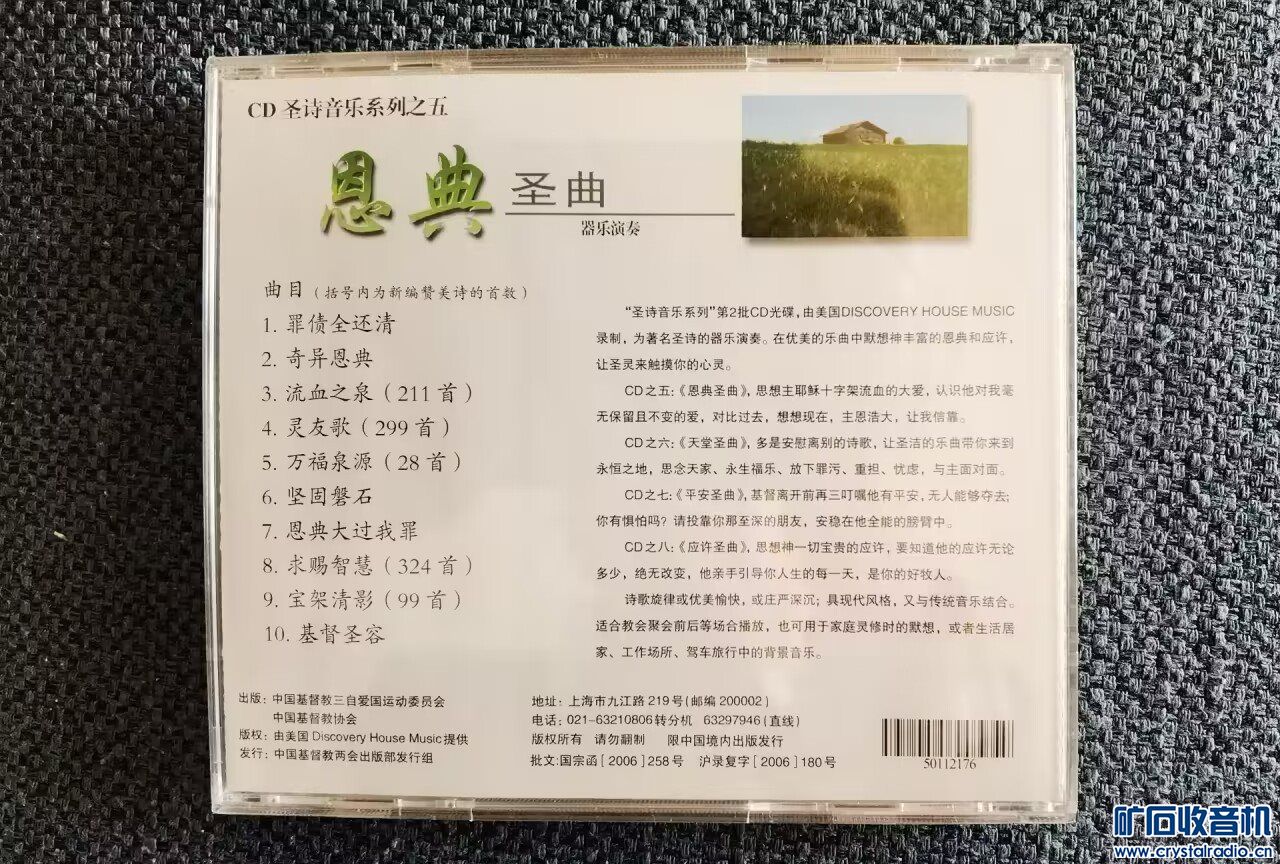 CD 圣诗音乐系列之五
恩典 圣曲
器乐演奏
曲目（括号内为新编赞美诗的首数）
1. 罪债全还清
2. 奇异恩典
3. 流血之泉（211 首）
4. 灵友歌（299 首）
5. 万福泉源（28 首）
6. 坚固磐石
7. 恩典大过我罪
8. 求赐智慧（324 首）
9. 宝架清影（99 首）
10. 基督圣容
“圣诗音乐系列”第2批CD光碟，由美国DISCOVERY HOUSE MUSIC
录制，为著名圣诗的器乐演奏。在优美的乐曲中默想神丰富的恩典和应许，
让圣灵来触摸你的心灵。
CD之五：《恩典圣曲》，思想主耶稣十字架流血的大爱，认识他对我毫
无保留且不变的爱，对比过去，想想现在，主恩浩大，让我信靠。
CD之六：《天堂圣曲》，多是安慰离别的诗歌，让圣洁的乐曲带你来到
永恒之地，思念天家、永生福乐、放下罪污、重担、忧虑，与主面对面。
CD之七：《平安圣曲》，基督离开前再三叮嘱他有平安，无人能够夺去；
你有惧怕吗？请投靠你那至深的朋友，安稳在他全能的膀臂中。
CD之八：《应许圣曲》，思想神一切宝贵的应许，要知道他的应许无论
多少，绝无改变，他亲手引导你人生的每一天，是你的好牧人。
诗歌旋律或优美愉快，或庄严深沉；具现代风格，又与传统音乐结合。
适合教会聚会前后等场合播放，也可用于家庭灵修时的默想，或者生活居
家、工作场所、驾车旅行中的背景音乐。
出版：中国基督教三自爱国运动委员会
中国基督教协会
版权：由美国 Discovery House Music 提供
发行：中国基督教两会出版部发行组
地址：上海市九江路 219 号（邮编 200002）
电话：021-63210806 转分机 63297946（直线）
版权所有 请勿翻制 限中国境内出版发行
批文：国宗函［2006］258 号 沪录复字［2006］180 号
50112176
矿石收音机
www.crystalradio.cn